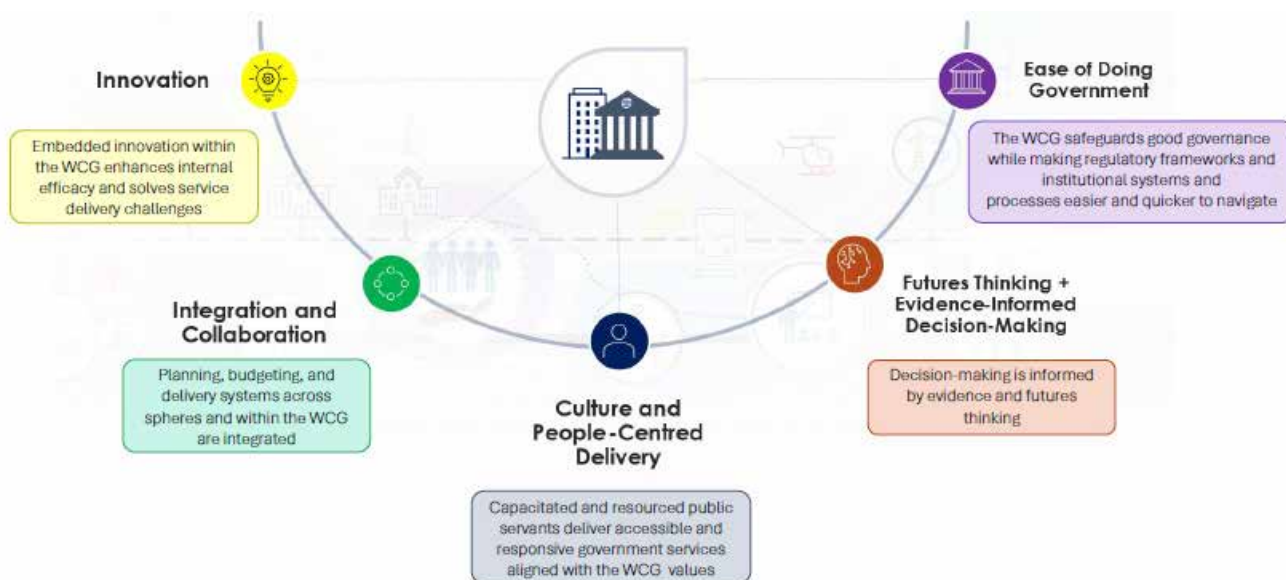 Innovation
Embedded innovation within
the WCG enhances internal
efficacy and solves service
delivery challenges
Integration and
Collaboration
Planning, budgeting, and
delivery systems across
spheres and within the WCG
are integrated
Culture and
People-Centred
Delivery
Capacitated and resourced public
servants deliver accessible and
responsive government services
aligned with the WCG values
Futures Thinking +
Evidence-Informed
Decision-Making
Decision-making is informed
by evidence and futures
thinking
Ease of Doing
Government
The WCG safeguards good governance
while making regulatory frameworks and
institutional systems and
processes easier and quicker to navigate